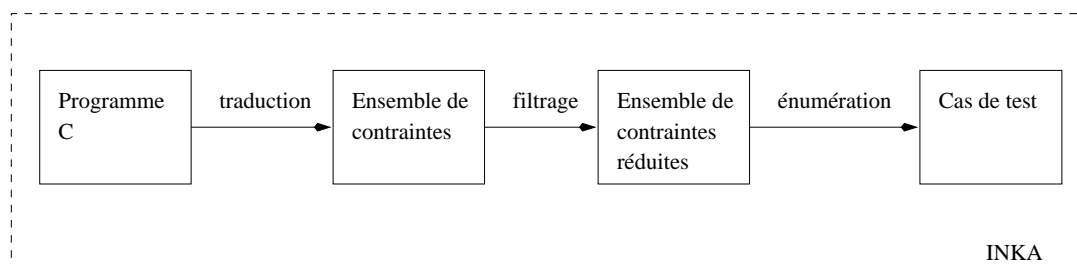 Programme
C
traduction
Ensemble de
contraintes
filtrage
Ensemble de
contraintes
réduites
énumération
Cas de test
INKA